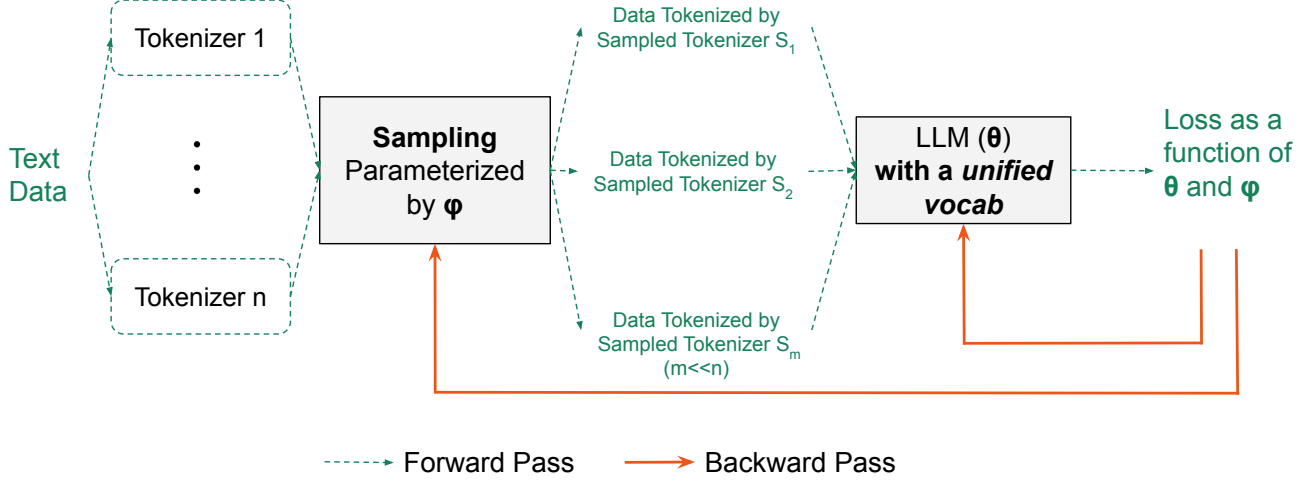 Tokenizer 1
Text
Data
Tokenizer n
Sampling
Parameterized
by φ
Data Tokenized by
Sampled Tokenizer S₁
Data Tokenized by
Sampled Tokenizer S₂
Data Tokenized by
Sampled Tokenizer Sₘ
(m<<n)
LLM (θ)
with a unified
vocab
Loss as a
function of
θ and φ
Forward Pass
Backward Pass